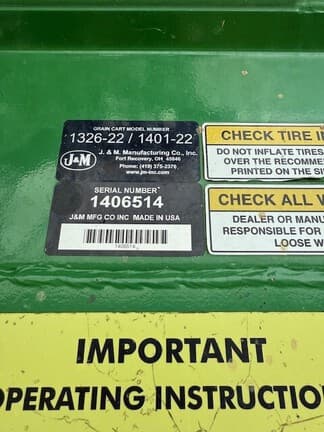 GRAIN CART MODEL NUMBER
1326-22 / 1401-22
J&M
J. & M. Manufacturing Co., Inc.
Fort Recovery, OH 45846
Phone: (419) 375-2376
www.jm-inc.com
SERIAL NUMBER
1406514
J&M MFG CO INC MADE IN USA
1406514
CHECK TIRE
DO NOT INFLATE TIRES
OVER THE RECOMME
PRINTED ON THE SI
CHECK ALL W
DEALER OR MANU
RESPONSIBLE FOR
LOOSE W
IMPORTANT
OPERATING INSTRUCTION